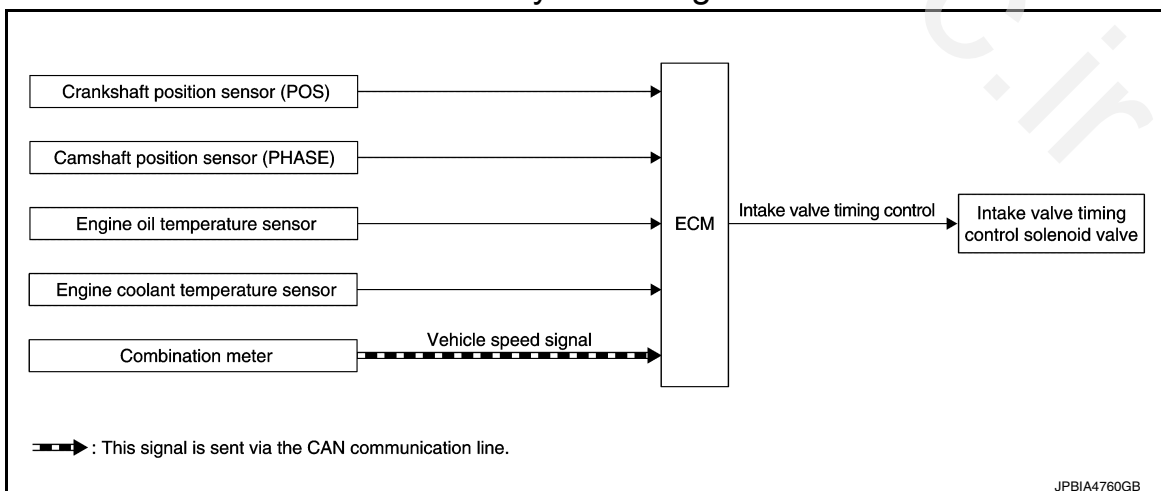 Crankshaft position sensor (POS)
Camshaft position sensor (PHASE)
Engine oil temperature sensor
Engine coolant temperature sensor
Combination meter
Vehicle speed signal
ECM
Intake valve timing control
Intake valve timing
control solenoid valve
: This signal is sent via the CAN communication line.
JPBIA4760GB
c.ir